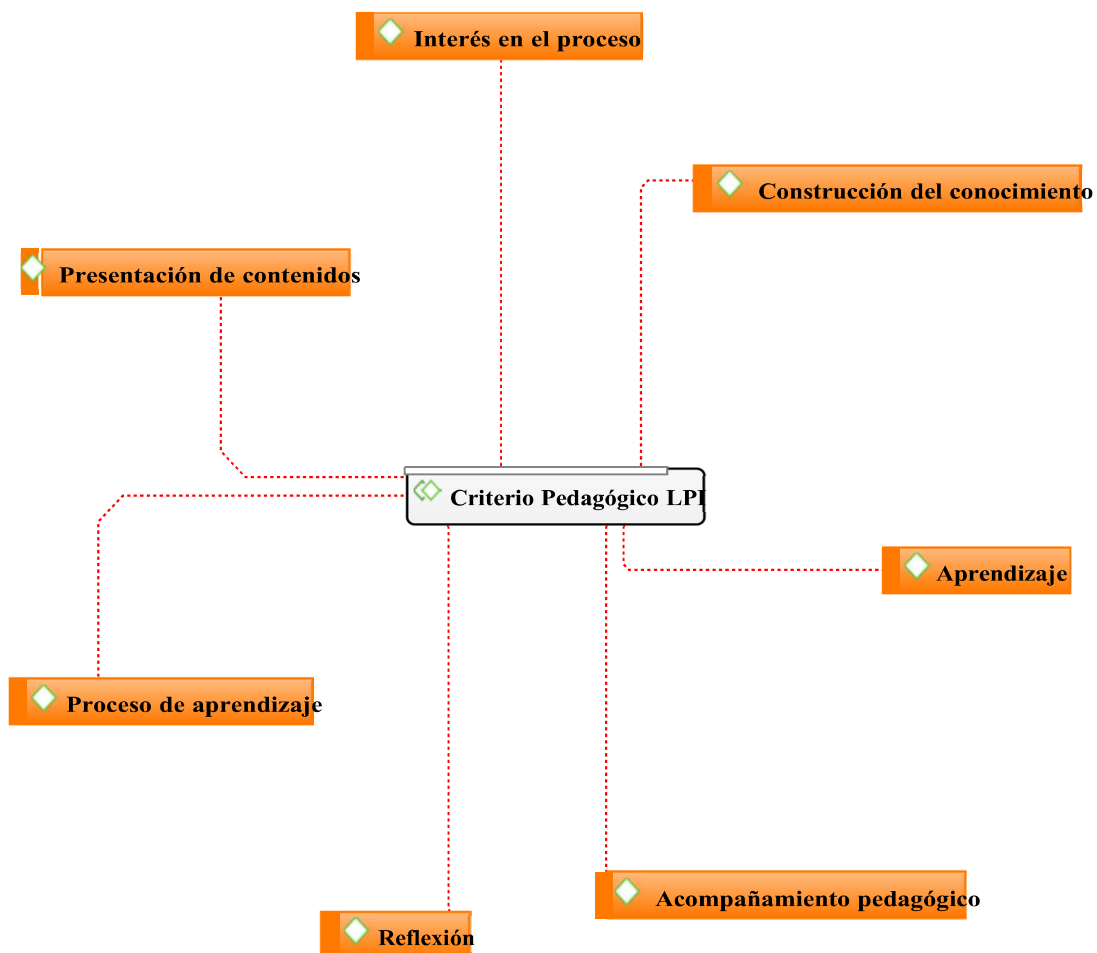 Interés en el proceso
Construcción del conocimiento
Presentación de contenidos
Criterio Pedagógico LPI
Aprendizaje
Proceso de aprendizaje
Acompañamiento pedagógico
Reflexión